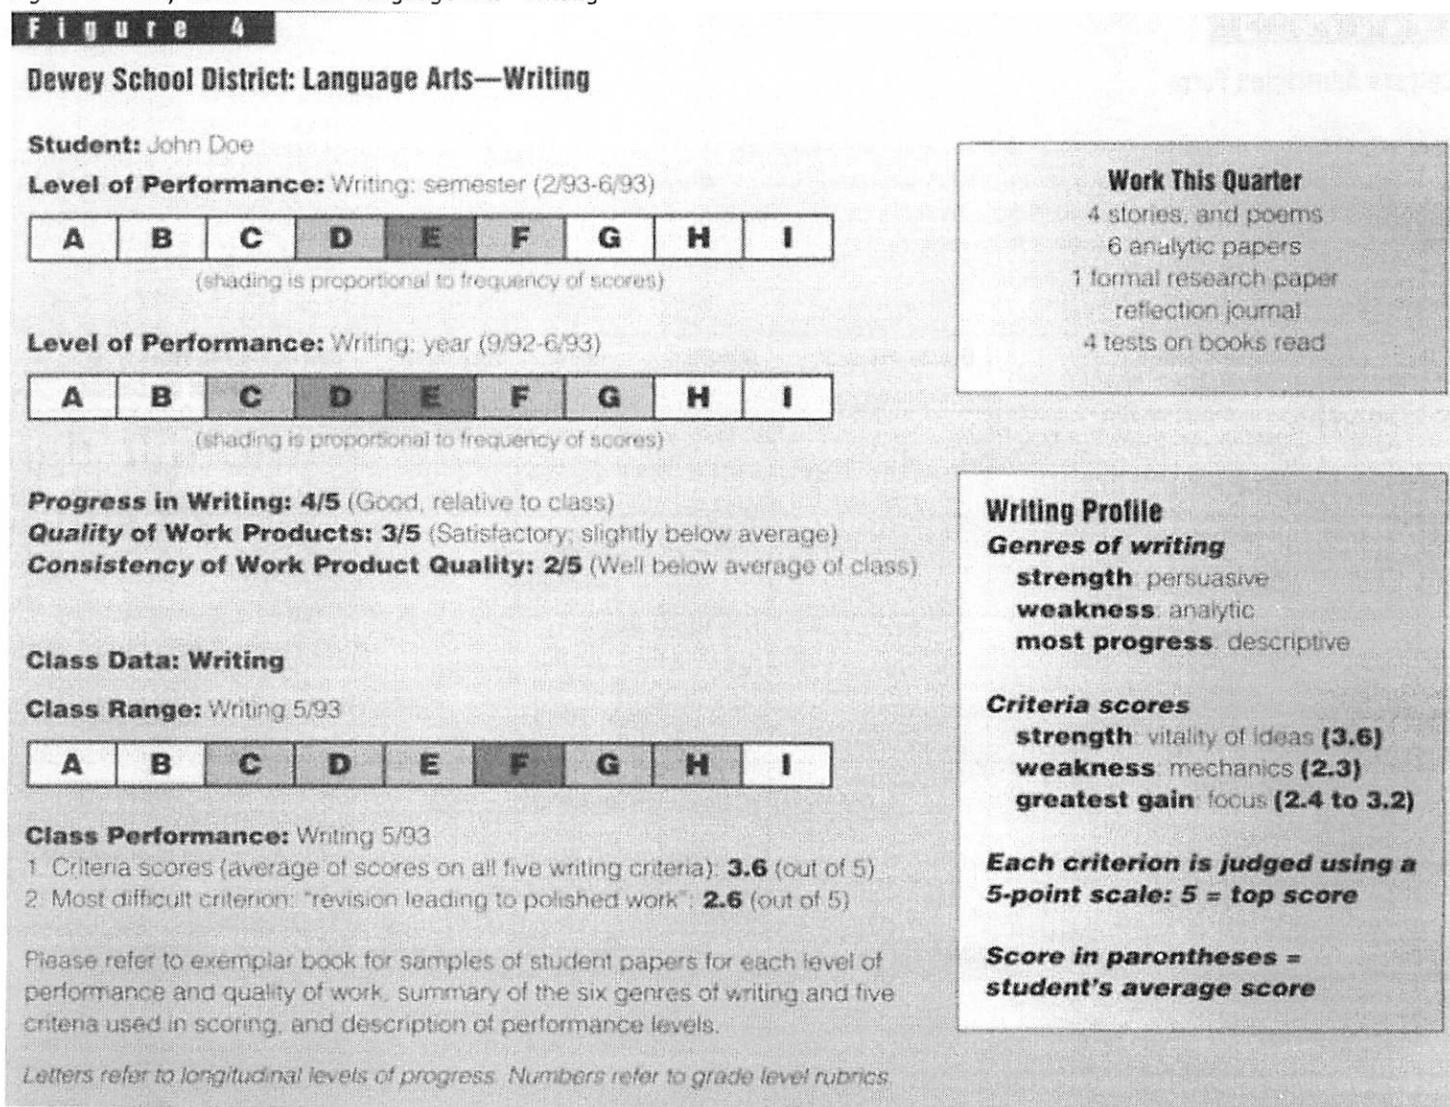 Figure 4
Dewey School District: Language Arts—Writing
Student: John Doe
Level of Performance: Writing: semester (2/93-6/93)
A B C D E F G H I
(shading is proportional to frequency of scores)
Level of Performance: Writing: year (9/92-6/93)
A B C D E F G H I
(shading is proportional to frequency of scores)
Progress in Writing: 4/5 (Good, relative to class)
Quality of Work Products: 3/5 (Satisfactory; slightly below average)
Consistency of Work Product Quality: 2/5 (Well below average of class)
Class Data: Writing
Class Range: Writing 5/93
A B C D E F G H I
Class Performance: Writing 5/93
1. Criteria scores (average of scores on all five writing criteria): 3.6 (out of 5)
2. Most difficult criterion: "revision leading to polished work": 2.6 (out of 5)
Please refer to exemplar book for samples of student papers for each level of
performance and quality of work, summary of the six genres of writing and five
criteria used in scoring, and description of performance levels.
Letters refer to longitudinal levels of progress. Numbers refer to grade level rubrics.
Work This Quarter
4 stories, and poems
6 analytic papers
1 formal research paper
reflection journal
4 tests on books read
Writing Profile
Genres of writing
strength: persuasive
weakness: analytic
most progress: descriptive
Criteria scores
strength: vitality of ideas (3.6)
weakness: mechanics (2.3)
greatest gain: focus (2.4 to 3.2)
Each criterion is judged using a
5-point scale: 5 = top score
Score in parontheses =
student's average score